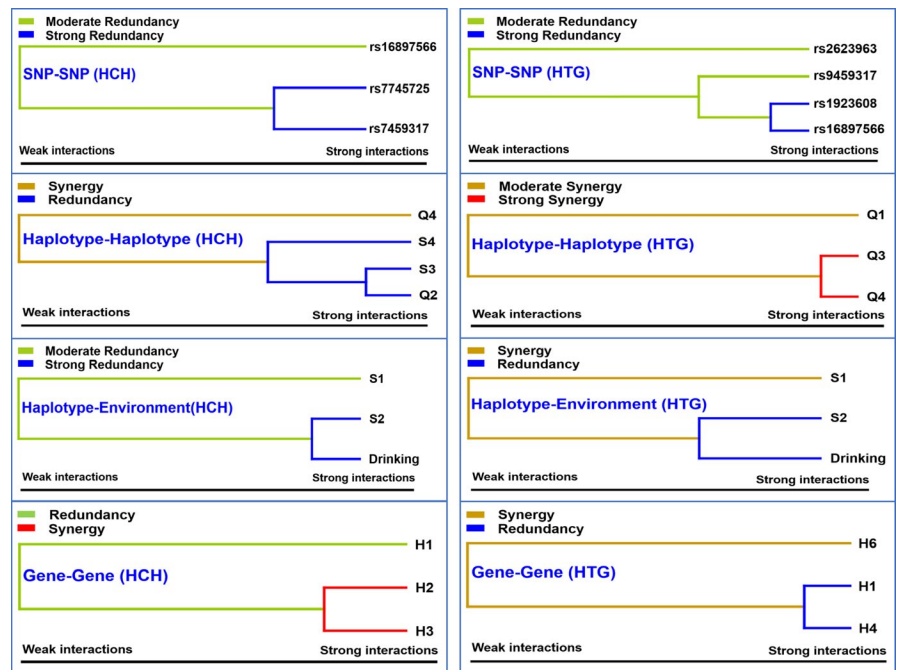 Moderate Redundancy
Strong Redundancy
rs16897566
SNP-SNP (HCH)
rs7745725
rs7459317
Weak interactions
Strong interactions
Moderate Redundancy
Strong Redundancy
rs2623963
SNP-SNP (HTG)
rs9459317
rs1923608
rs16897566
Weak interactions
Strong interactions
Synergy
Redundancy
Q4
Haplotype-Haplotype (HCH)
S4
S3
Q2
Weak interactions
Strong interactions
Moderate Synergy
Strong Synergy
Q1
Haplotype-Haplotype (HTG)
Q3
Q4
Weak interactions
Strong interactions
Moderate Redundancy
Strong Redundancy
S1
Haplotype-Environment(HCH)
S2
Drinking
Weak interactions
Strong interactions
Synergy
Redundancy
S1
Haplotype-Environment (HTG)
S2
Drinking
Weak interactions
Strong interactions
Redundancy
Synergy
H1
Gene-Gene (HCH)
H2
H3
Weak interactions
Strong interactions
Synergy
Redundancy
H6
Gene-Gene (HTG)
H1
H4
Weak interactions
Strong interactions